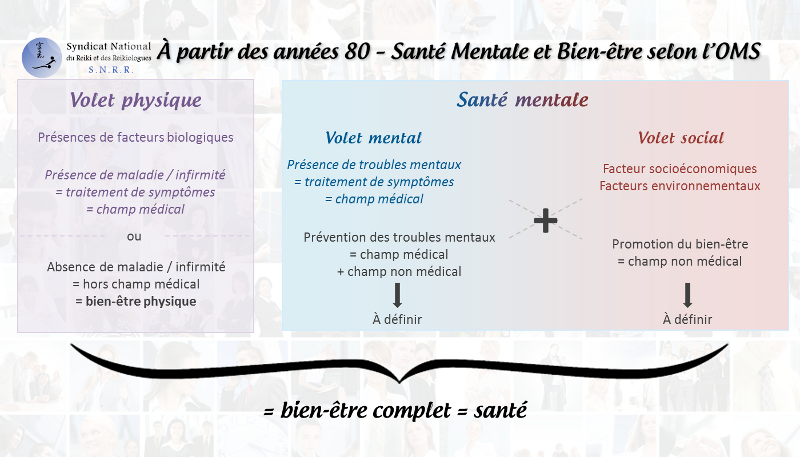 Syndicat National
du Reiki et des Reikiologues
S.N.R.R.
À partir des années 80 – Santé Mentale et Bien-être selon l'OMS
Volet physique
Présences de facteurs biologiques
Présence de maladie / infirmité
= traitement de symptômes
= champ médical
ou
Absence de maladie / infirmité
= hors champ médical
= bien-être physique
Santé mentale
Volet mental
Présence de troubles mentaux
= traitement de symptômes
= champ médical
Prévention des troubles mentaux
= champ médical
+ champ non médical
À définir
+
Volet social
Facteur socioéconomiques
Facteurs environnementaux
Promotion du bien-être
= champ non médical
À définir
= bien-être complet = santé